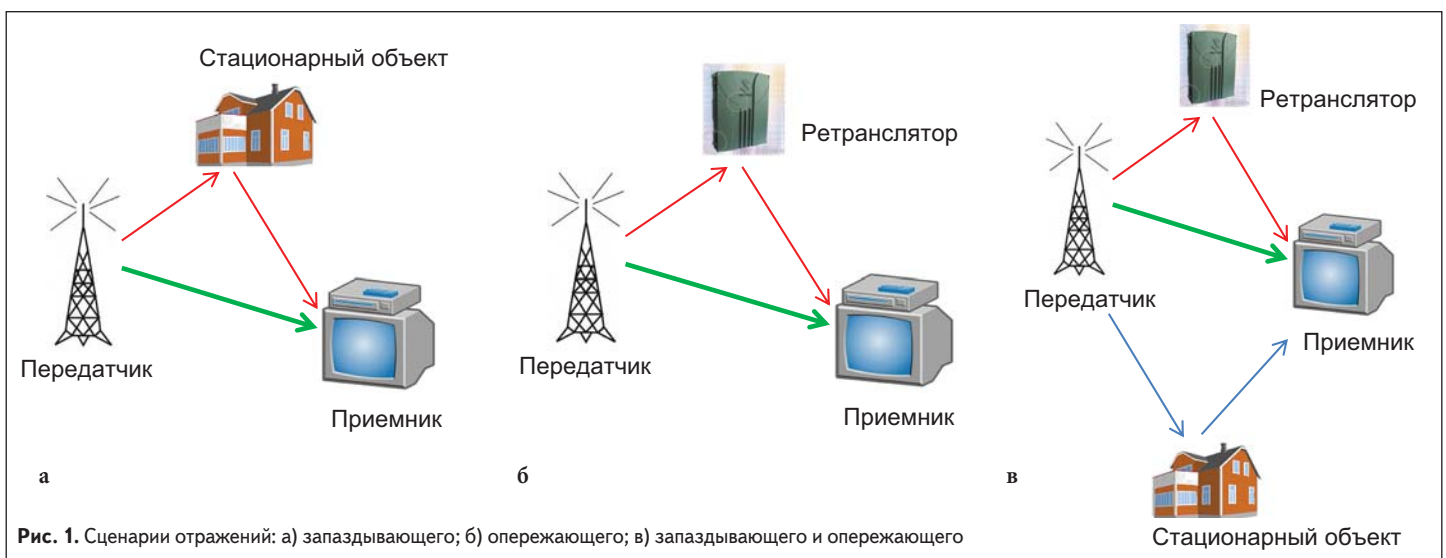 Стационарный объект
Передатчик
Приемник
а
Ретранслятор
Передатчик
Приемник
б
Ретранслятор
Передатчик
Приемник
Стационарный объект
в
Рис. 1. Сценарии отражений: а) запаздывающего; б) опережающего; в) запаздывающего и опережающего